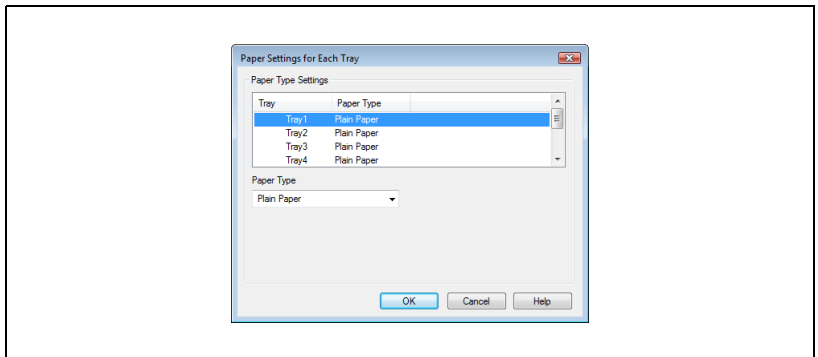 Paper Settings for Each Tray
Paper Type Settings
Tray Paper Type
Tray1 Plain Paper
Tray2 Plain Paper
Tray3 Plain Paper
Tray4 Plain Paper
Paper Type
Plain Paper
OK Cancel Help